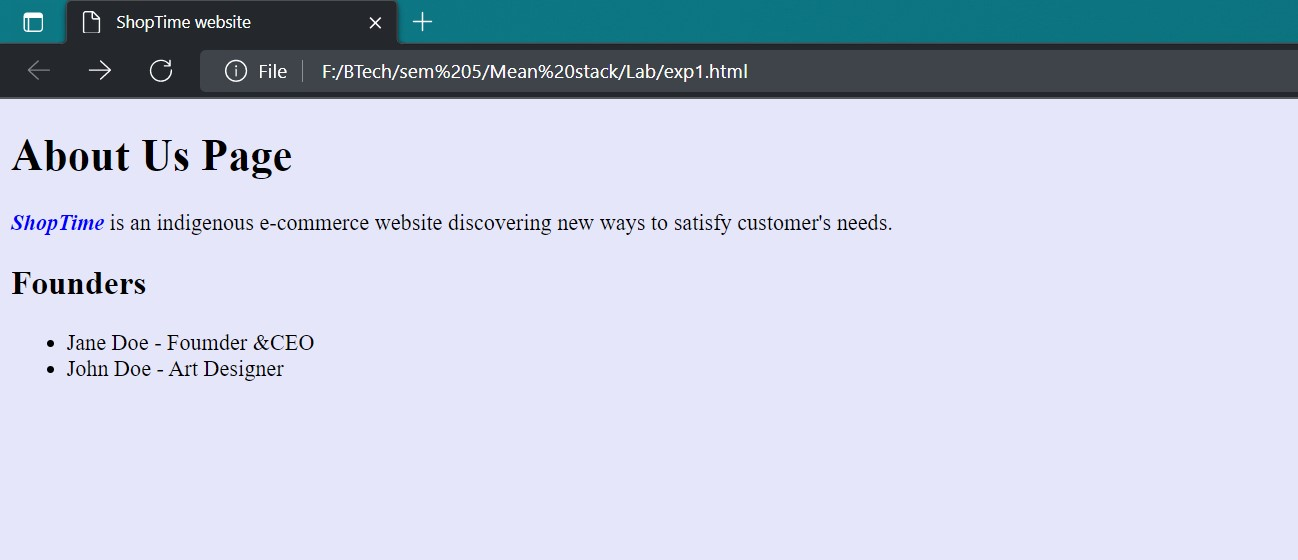 ShopTime website
File F:/BTech/sem%205/Mean%20stack/Lab/exp1.html
About Us Page
ShopTime is an indigenous e-commerce website discovering new ways to satisfy customer's needs.
Founders
• Jane Doe - Foumder &CEO
• John Doe - Art Designer